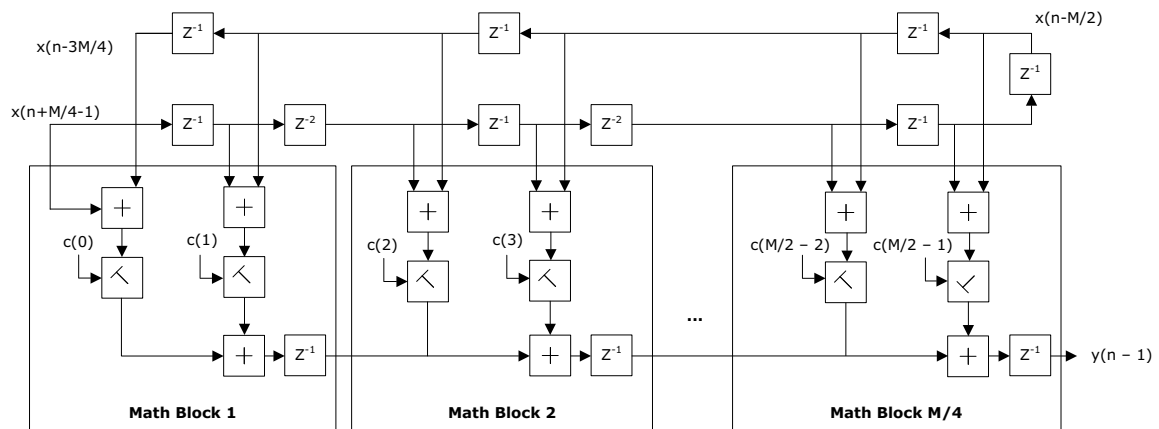 x(n-3M/4)
Z⁻¹
Z⁻¹
Z⁻¹
x(n-M/2)
Z⁻¹
x(n+M/4-1)
Z⁻¹
Z⁻²
Z⁻¹
Z⁻²
Z⁻¹
+
+
+
+
+
+
c(0)
c(1)
c(2)
c(3)
c(M/2 – 2)
c(M/2 – 1)
...
+
Z⁻¹
+
Z⁻¹
+
Z⁻¹
y(n – 1)
Math Block 1
Math Block 2
Math Block M/4